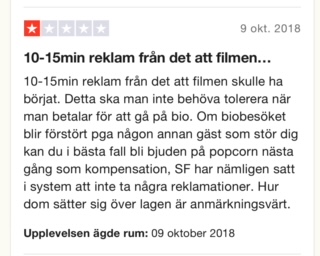 9 okt. 2018
10-15min reklam från det att filmen…
10-15min reklam från det att filmen skulle ha
börjat. Detta ska man inte behöva tolerera när
man betalar för att gå på bio. Om biobesöket
blir förstört pga någon annan gäst som stör dig
kan du i bästa fall bli bjuden på popcorn nästa
gång som kompensation, SF har nämligen satt
i system att inte ta några reklamationer. Hur
dom sätter sig över lagen är anmärkningsvärt.
Upplevelsen ägde rum: 09 oktober 2018